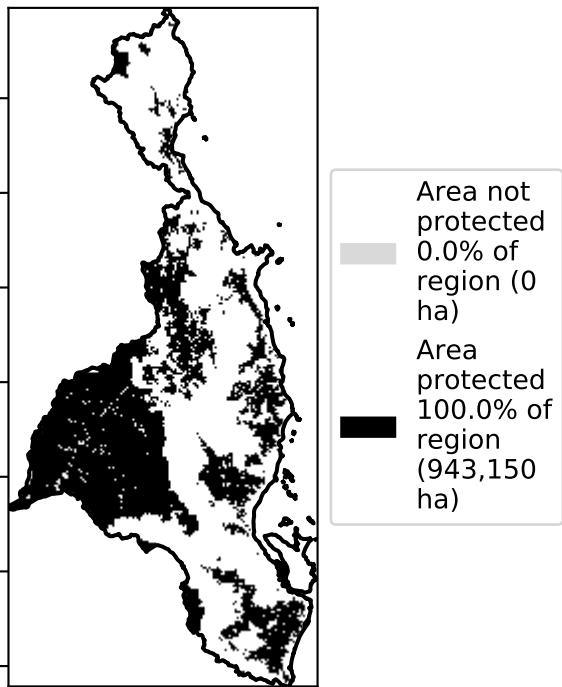 Area not
protected
0.0% of
region (0
ha)
Area
protected
100.0% of
region
(943,150
ha)